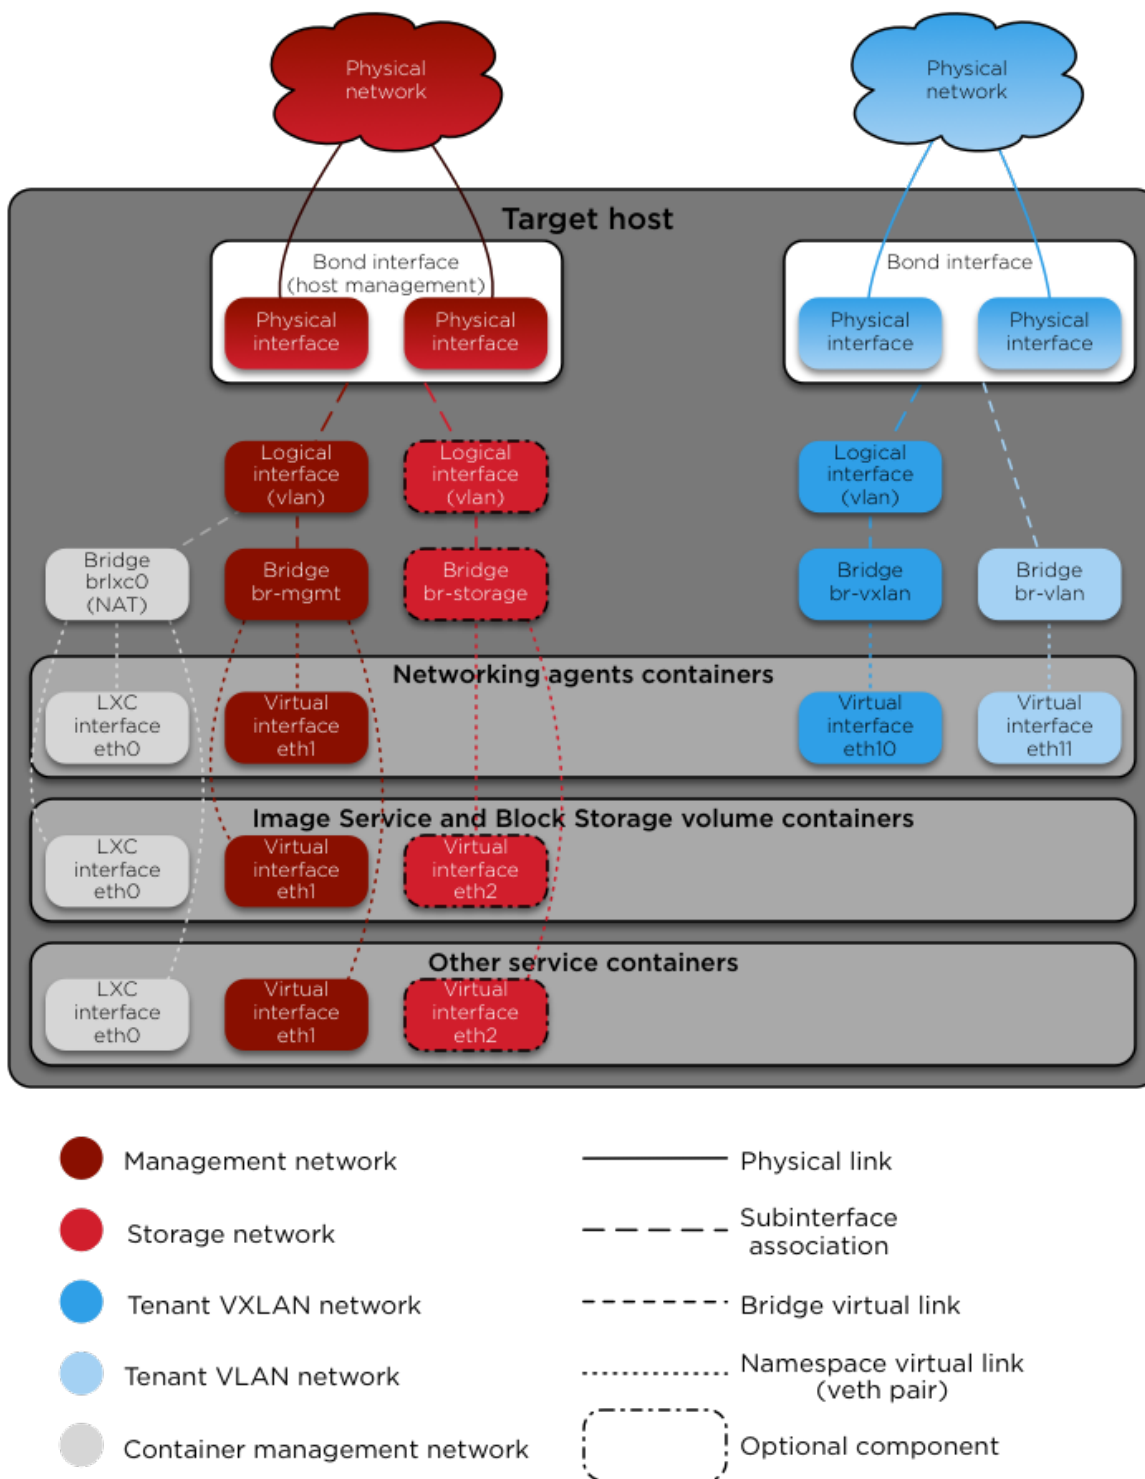 Physical
network
Physical
network
Target host
Bond interface
(host management)
Bond interface
Physical
interface
Physical
interface
Physical
interface
Physical
interface
Logical
interface
(vlan)
Logical
interface
(vlan)
Logical
interface
(vlan)
Bridge
brlxc0
(NAT)
Bridge
br-mgmt
Bridge
br-storage
Bridge
br-vxlan
Bridge
br-vlan
Networking agents containers
LXC
interface
eth0
Virtual
interface
eth1
Virtual
interface
eth10
Virtual
interface
eth11
Image Service and Block Storage volume containers
LXC
interface
eth0
Virtual
interface
eth1
Virtual
interface
eth2
Other service containers
LXC
interface
eth0
Virtual
interface
eth1
Virtual
interface
eth2
Management network
Storage network
Tenant VXLAN network
Tenant VLAN network
Container management network
Physical link
Subinterface
association
Bridge virtual link
Namespace virtual link
(veth pair)
Optional component